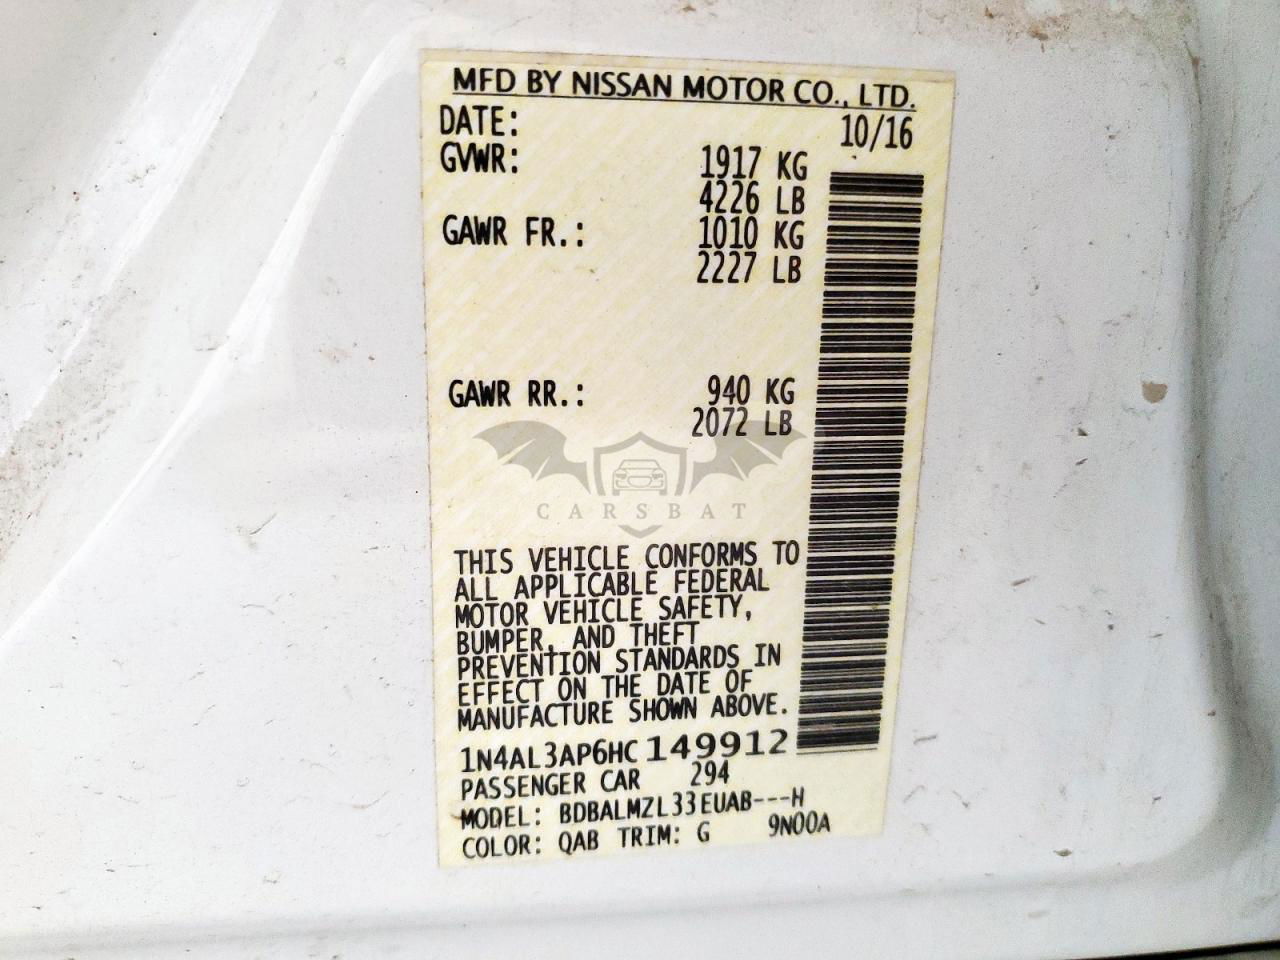 MFD BY NISSAN MOTOR CO., LTD.
DATE: 10/16
GVWR: 1917 KG
4226 LB
GAWR FR.: 1010 KG
2227 LB
GAWR RR.: 940 KG
2072 LB
CARSBAT
THIS VEHICLE CONFORMS TO
ALL APPLICABLE FEDERAL
MOTOR VEHICLE SAFETY,
BUMPER, AND THEFT
PREVENTION STANDARDS IN
EFFECT ON THE DATE OF
MANUFACTURE SHOWN ABOVE.
1N4AL3AP6HC149912
PASSENGER CAR 294
MODEL: BDBALMZL33EUAB---H
COLOR: QAB TRIM: G 9N00A